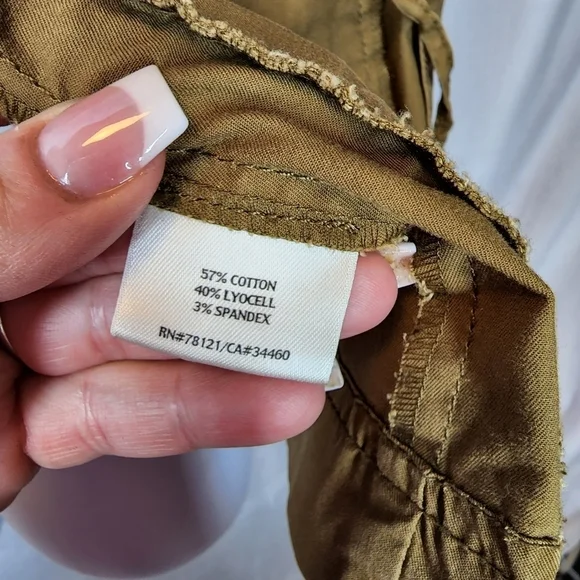 57% COTTON
40% LYOCELL
3% SPANDEX
RN#78121/CA#34460